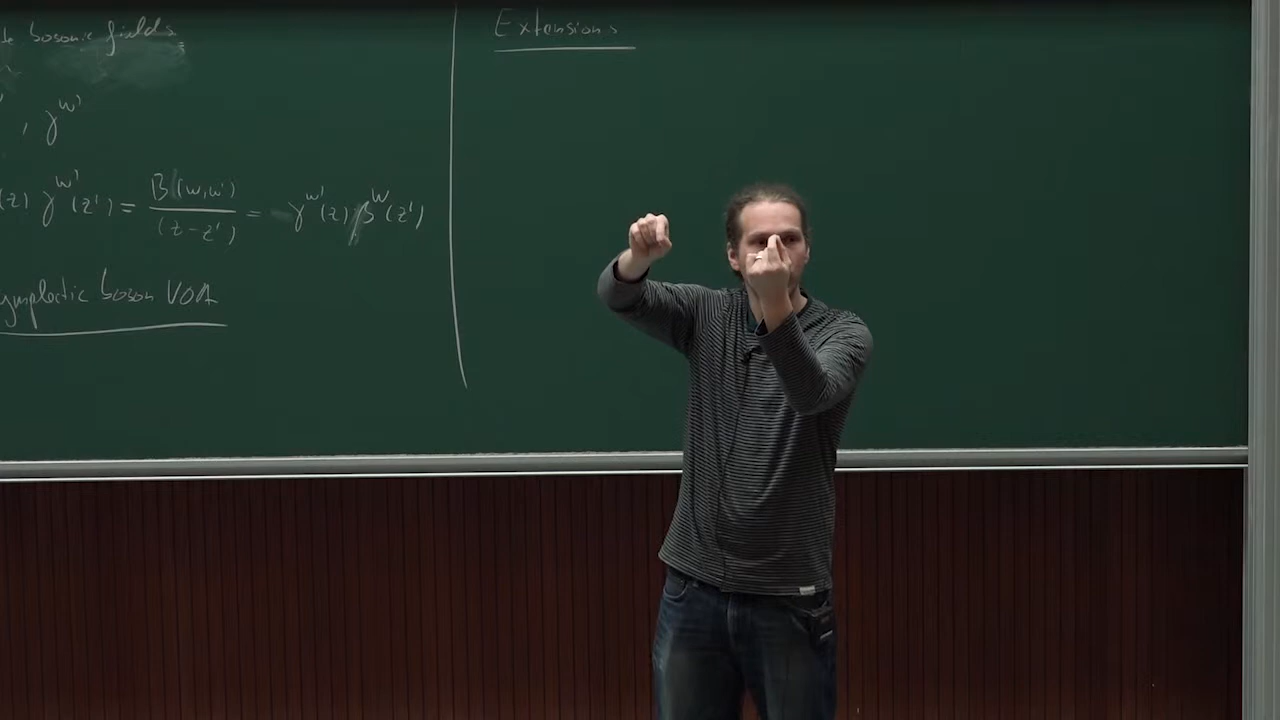 bosonic fields
, γ^{w'}
(z) γ^{w'}(z') = B(w,w') / (z-z') = - γ^{w'}(z) β^{w}(z')
symplectic boson VOA
Extensions